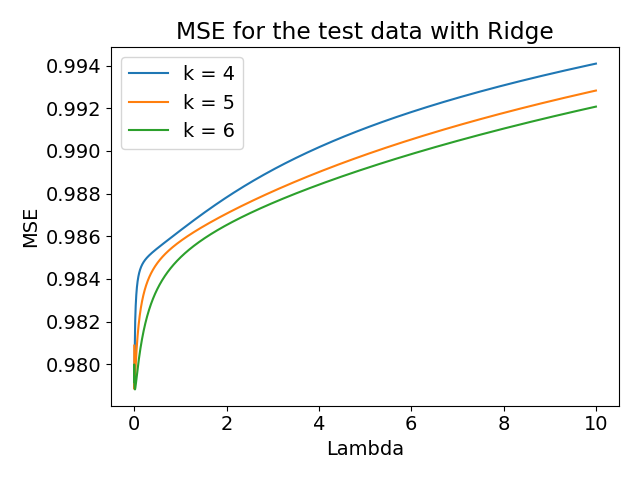 MSE for the test data with Ridge
k = 4
k = 5
k = 6
MSE
0.994
0.992
0.990
0.988
0.986
0.984
0.982
0.980
0 2 4 6 8 10
Lambda